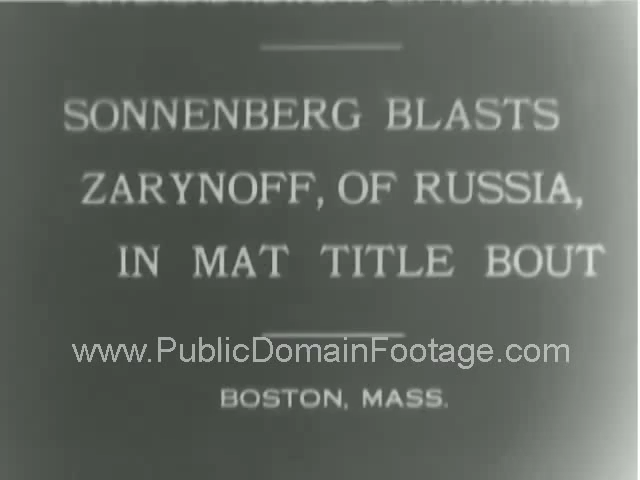 SONNENBERG BLASTS
ZARYNOFF, OF RUSSIA,
IN MAT TITLE BOUT
www.PublicDomainFootage.com
BOSTON, MASS.